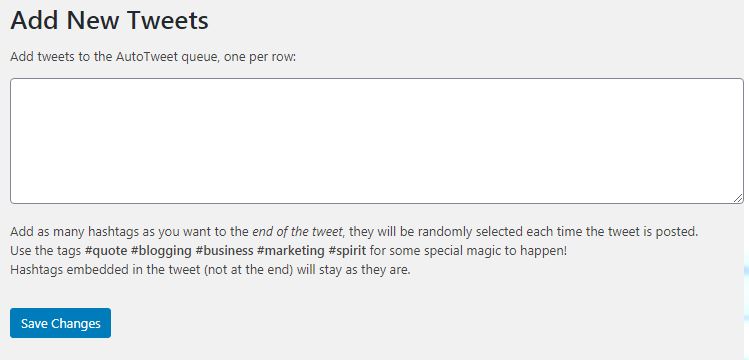 Add New Tweets
Add tweets to the AutoTweet queue, one per row:
Add as many hashtags as you want to the end of the tweet, they will be randomly selected each time the tweet is posted.
Use the tags #quote #blogging #business #marketing #spirit for some special magic to happen!
Hashtags embedded in the tweet (not at the end) will stay as they are.
Save Changes